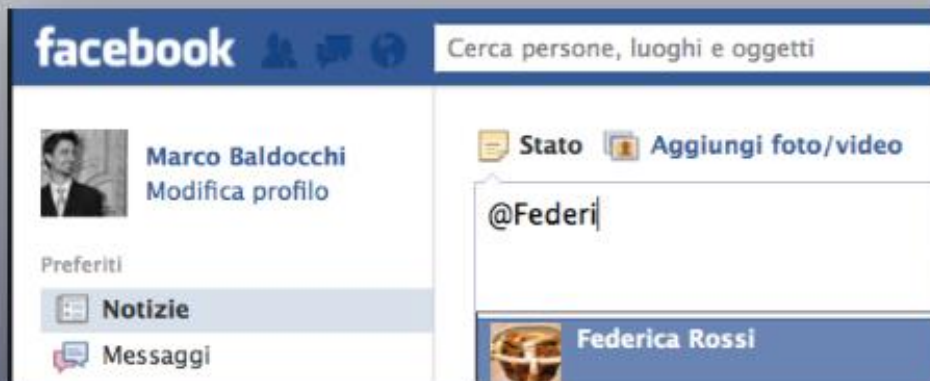 facebook
Cerca persone, luoghi e oggetti
Marco Baldocchi
Modifica profilo
Preferiti
Notizie
Messaggi
Stato
Aggiungi foto/video
@Federi
Federica Rossi